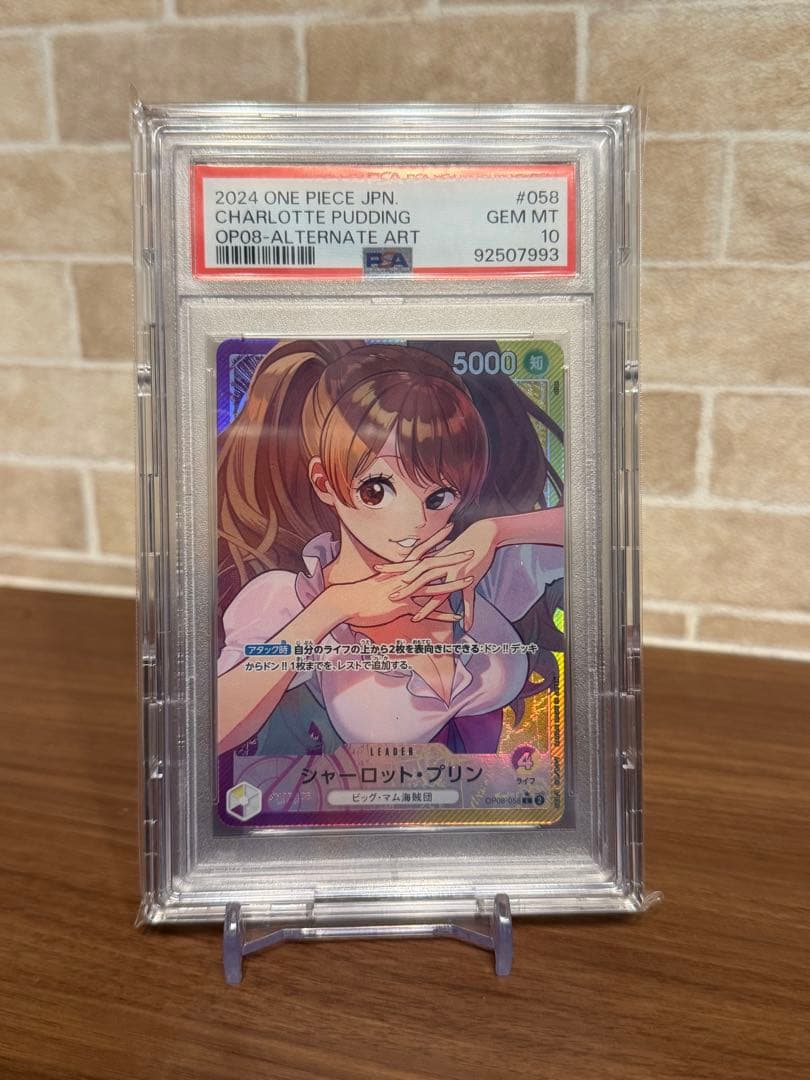 2024 ONE PIECE JPN. #058
CHARLOTTE PUDDING GEM MT
OP08-ALTERNATE ART 10
PSA 92507993
5000 知
アタック時 自分のライフの上から2枚を表向きにできる:ドン!!デッキ
からドン!!1枚までを、レストで追加する。
LEADER
シャーロット・プリン
4
ライフ
ビッグ・マム海賊団
OP08-058 L 2